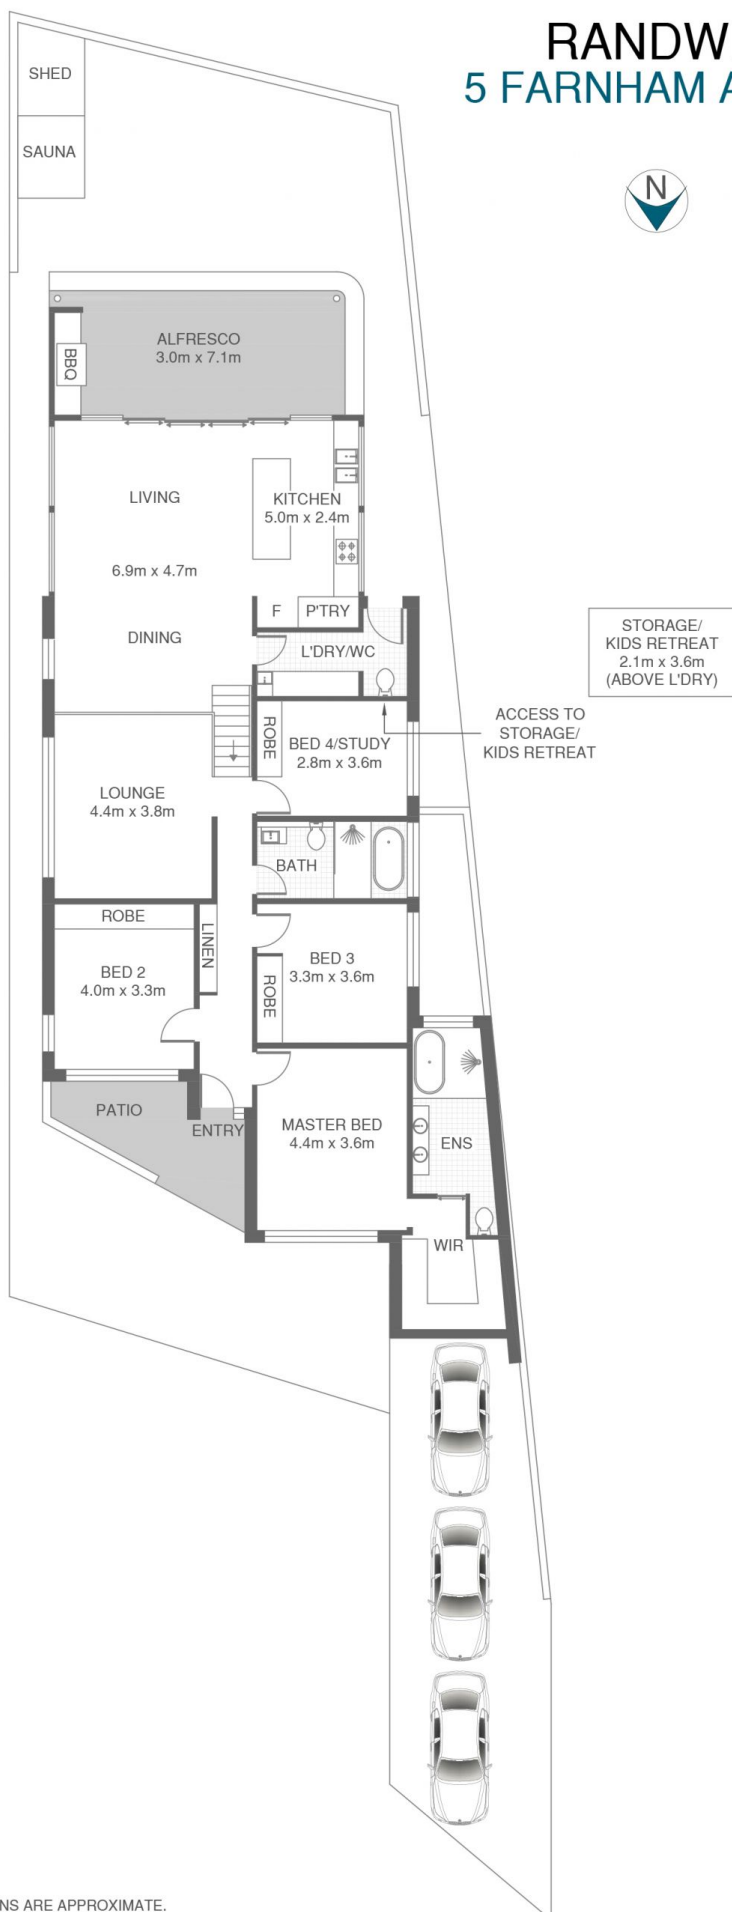 RANDW
5 FARNHAM A
SHED
SAUNA
N
ALFRESCO
3.0m x 7.1m
BBQ
LIVING
KITCHEN
5.0m x 2.4m
6.9m x 4.7m
F
P'TRY
DINING
L'DRY/WC
STORAGE/
KIDS RETREAT
2.1m x 3.6m
(ABOVE L'DRY)
ROBE
BED 4/STUDY
2.8m x 3.6m
ACCESS TO
STORAGE/
KIDS RETREAT
LOUNGE
4.4m x 3.8m
BATH
ROBE
LINEN
BED 2
4.0m x 3.3m
BED 3
3.3m x 3.6m
ROBE
PATIO
ENTRY
MASTER BED
4.4m x 3.6m
ENS
WIR
NS ARE APPROXIMATE.